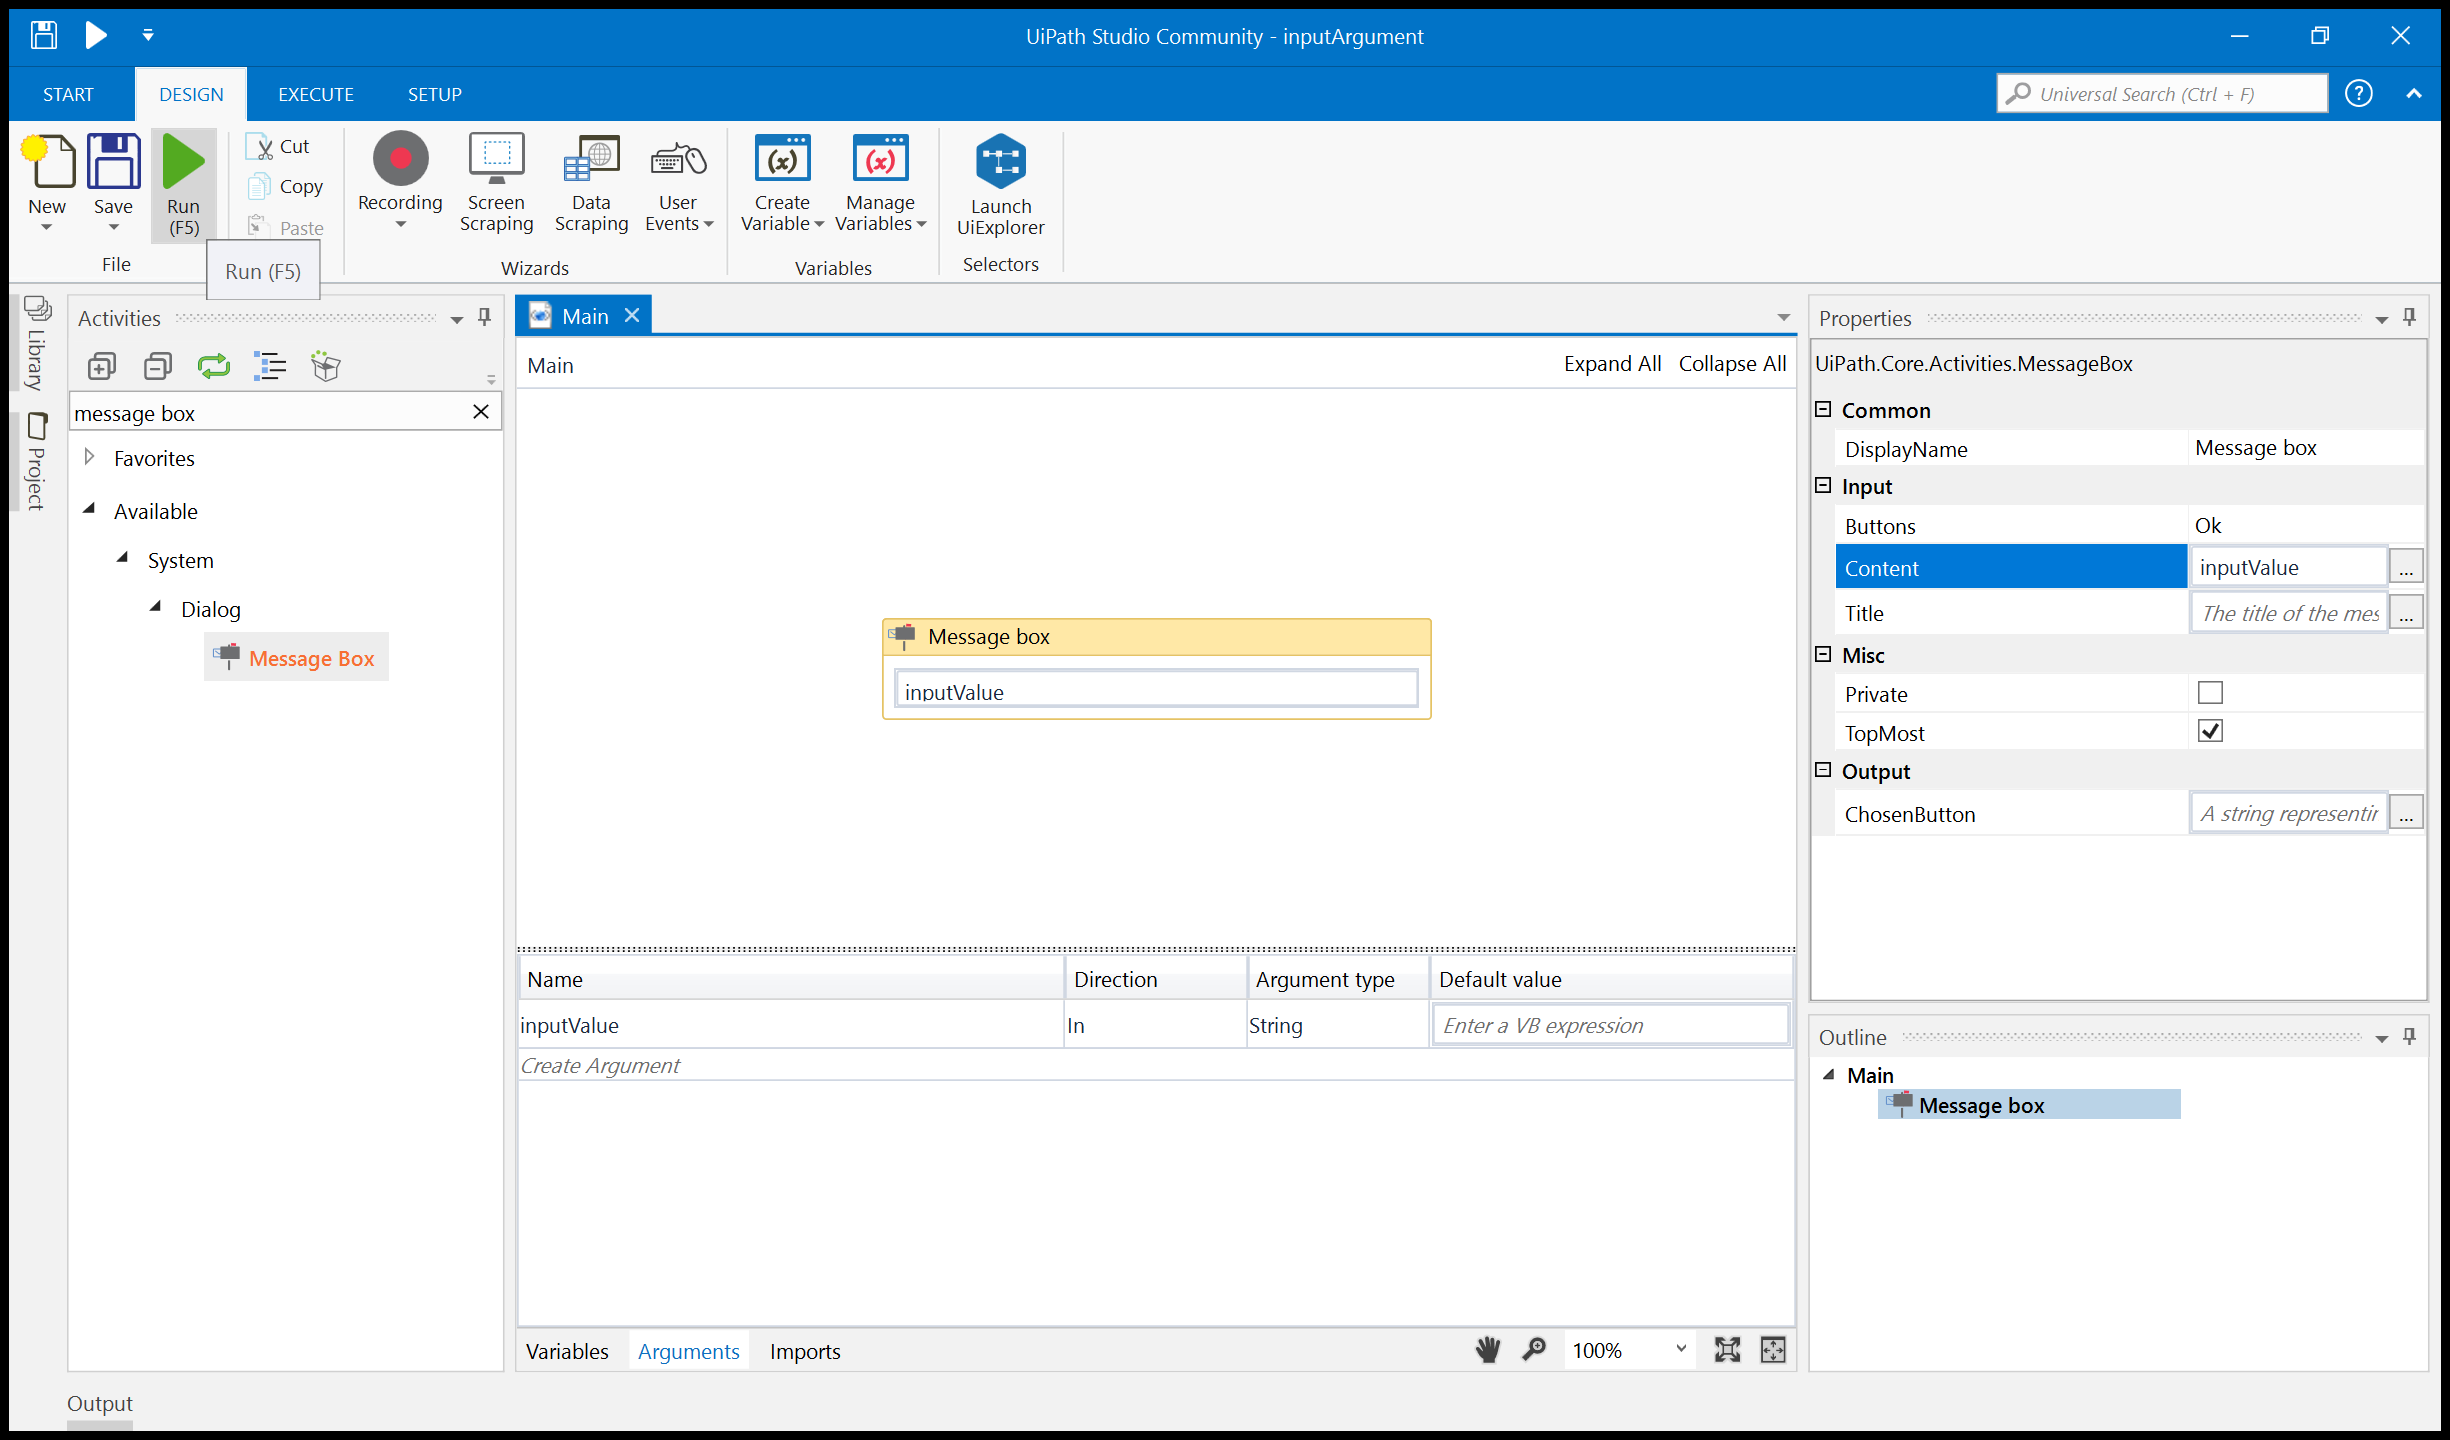 UiPath Studio Community - inputArgument
START DESIGN EXECUTE SETUP
Universal Search (Ctrl + F)
New
Save
Run
(F5)
Cut
Copy
Paste
File
Run (F5)
Recording
Screen
Scraping
Data
Scraping
User
Events
Wizards
Create
Variable
Manage
Variables
Variables
Launch
UiExplorer
Selectors
Library
Project
Activities
message box
Favorites
Available
System
Dialog
Message Box
Main
Main
Expand All Collapse All
Message box
inputValue
Name Direction Argument type Default value
inputValue In String Enter a VB expression
Create Argument
Variables Arguments Imports
100%
Properties
UiPath.Core.Activities.MessageBox
Common
DisplayName Message box
Input
Buttons Ok
Content inputValue ...
Title The title of the mes ...
Misc
Private
TopMost
Output
ChosenButton A string representin ...
Outline
Main
Message box
Output